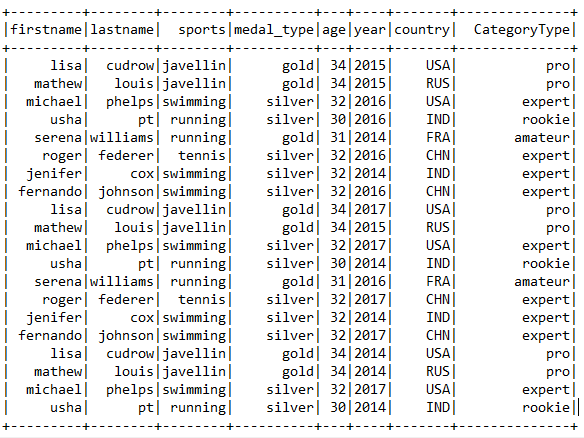 +---------+--------+--------+----------+---+----+-------+------------+
|firstname|lastname|  sports|medal_type|age|year|country|CategoryType|
+---------+--------+--------+----------+---+----+-------+------------+
|     lisa|  cudrow|javellin|      gold| 34|2015|    USA|         pro|
|   mathew|   louis|javellin|      gold| 34|2015|    RUS|         pro|
|  michael|  phelps|swimming|    silver| 32|2016|    USA|      expert|
|     usha|      pt| running|    silver| 30|2016|    IND|      rookie|
|   serena|williams| running|      gold| 31|2014|    FRA|     amateur|
|    roger| federer|  tennis|    silver| 32|2016|    CHN|      expert|
|  jenifer|     cox|swimming|    silver| 32|2014|    IND|      expert|
| fernando| johnson|swimming|    silver| 32|2016|    CHN|      expert|
|     lisa|  cudrow|javellin|      gold| 34|2017|    USA|         pro|
|   mathew|   louis|javellin|      gold| 34|2015|    RUS|         pro|
|  michael|  phelps|swimming|    silver| 32|2017|    USA|      expert|
|     usha|      pt| running|    silver| 30|2014|    IND|      rookie|
|   serena|williams| running|      gold| 31|2016|    FRA|     amateur|
|    roger| federer|  tennis|    silver| 32|2017|    CHN|      expert|
|  jenifer|     cox|swimming|    silver| 32|2014|    IND|      expert|
| fernando| johnson|swimming|    silver| 32|2017|    CHN|      expert|
|     lisa|  cudrow|javellin|      gold| 34|2014|    USA|         pro|
|   mathew|   louis|javellin|      gold| 34|2014|    RUS|         pro|
|  michael|  phelps|swimming|    silver| 32|2017|    USA|      expert|
|     usha|      pt| running|    silver| 30|2014|    IND|      rookie|
+---------+--------+--------+----------+---+----+-------+------------+